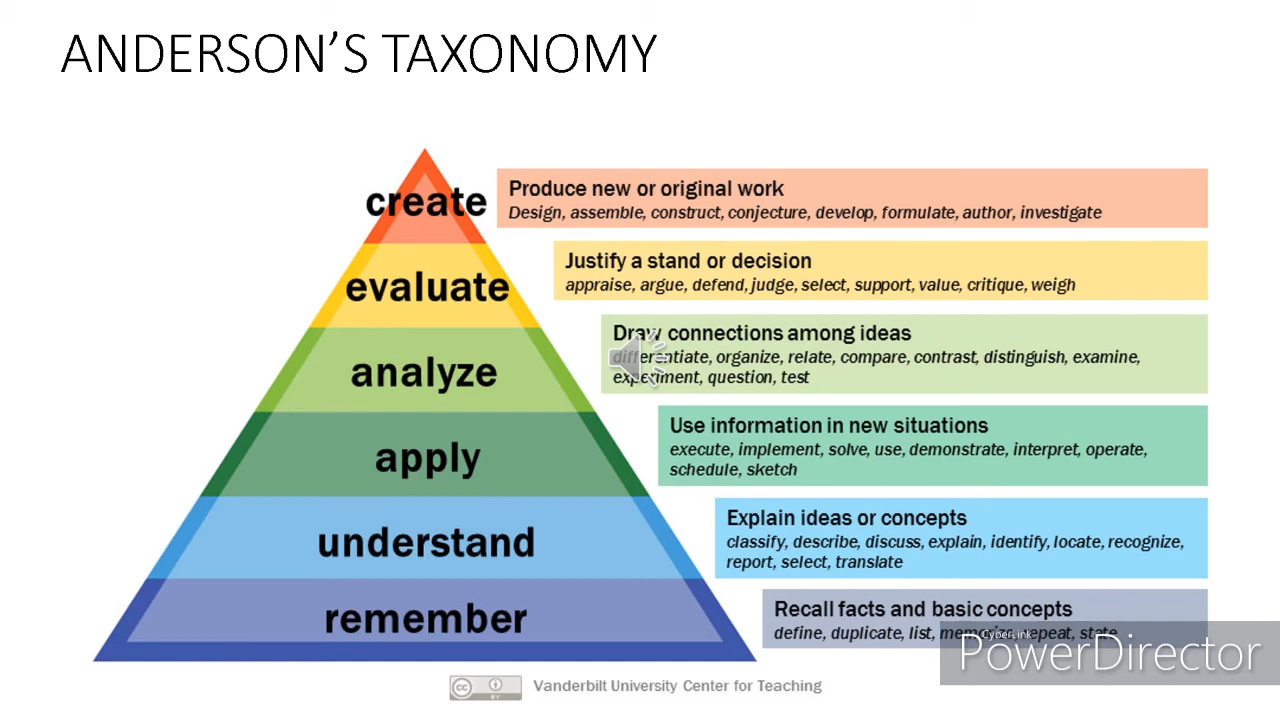 ANDERSON’S TAXONOMY
create
Produce new or original work
Design, assemble, construct, conjecture, develop, formulate, author, investigate
evaluate
Justify a stand or decision
appraise, argue, defend, judge, select, support, value, critique, weigh
analyze
Draw connections among ideas
differentiate, organize, relate, compare, contrast, distinguish, examine,
experiment, question, test
apply
Use information in new situations
execute, implement, solve, use, demonstrate, interpret, operate,
schedule, sketch
understand
Explain ideas or concepts
classify, describe, discuss, explain, identify, locate, recognize,
report, select, translate
remember
Recall facts and basic concepts
define, duplicate, list, memorize, repeat, state
CyberLink
PowerDirector
cc BY
Vanderbilt University Center for Teaching